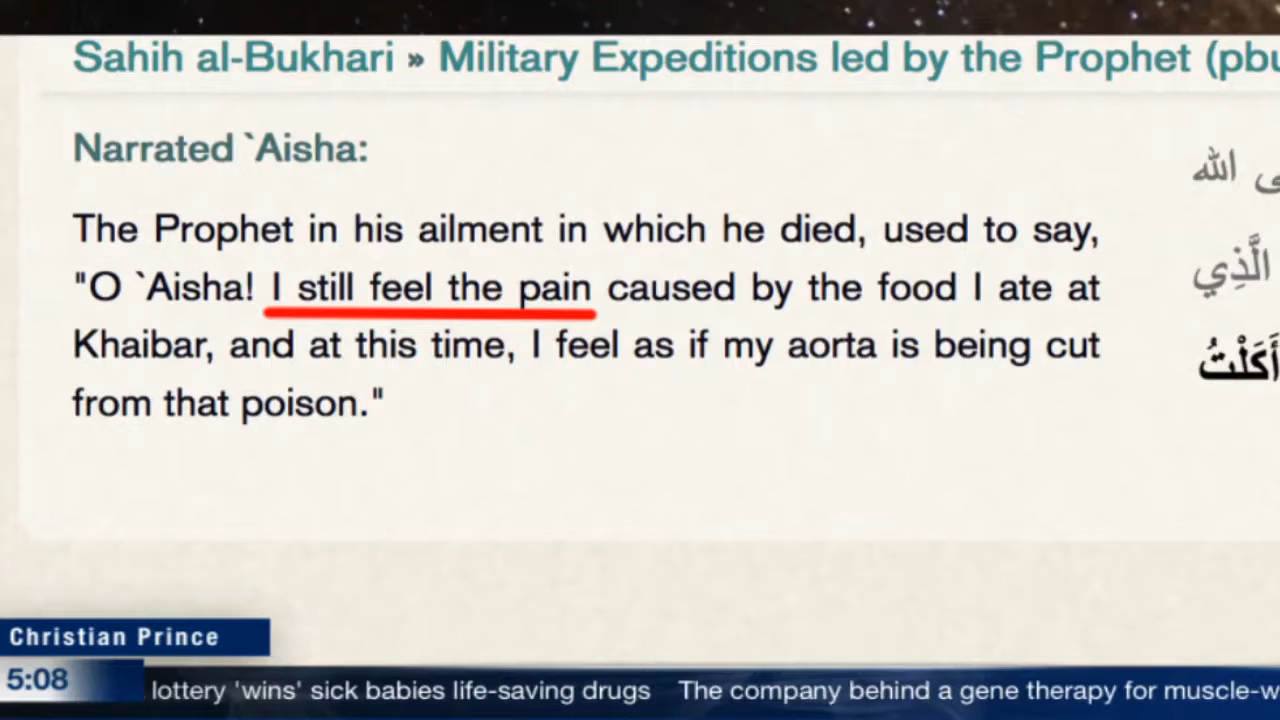 Sahih al-Bukhari » Military Expeditions led by the Prophet (pbu
Narrated `Aisha:
The Prophet in his ailment in which he died, used to say,
"O `Aisha! I still feel the pain caused by the food I ate at
Khaibar, and at this time, I feel as if my aorta is being cut
from that poison."
الله
الَّذِي
أَكَلْتُ
Christian Prince
5:08
lottery 'wins' sick babies life-saving drugs The company behind a gene therapy for muscle-w